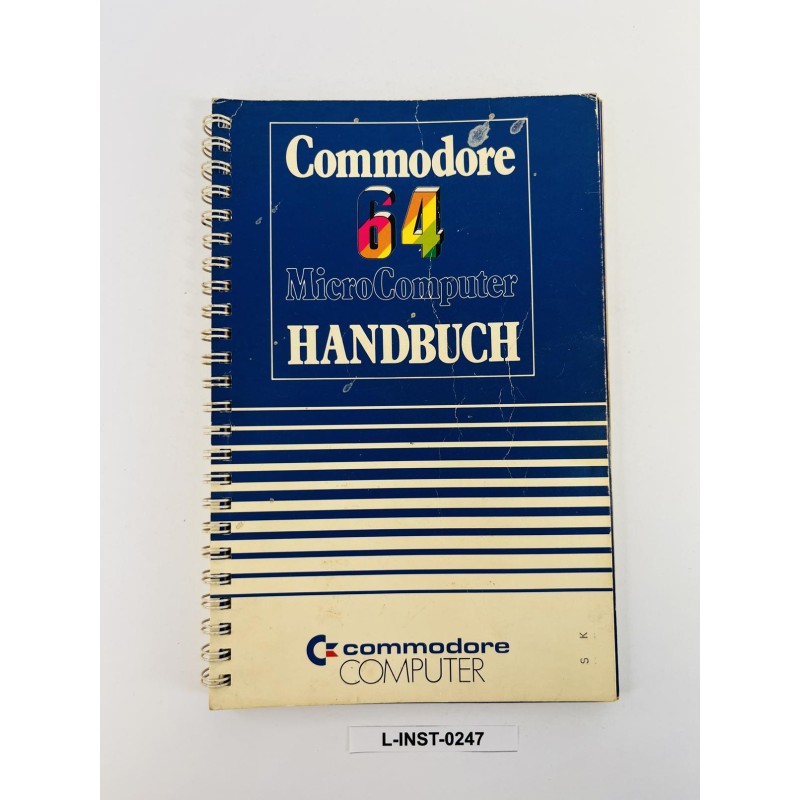 Commodore
64
MicroComputer
HANDBUCH
commodore
COMPUTER
S K
L-INST-0247